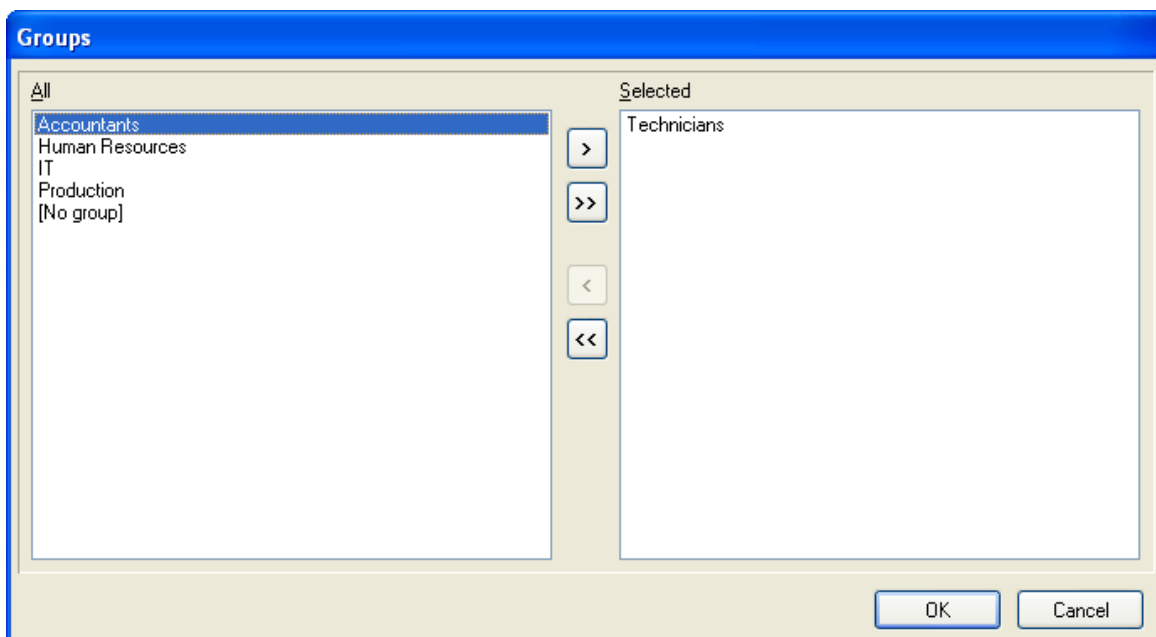 Groups
All
Accountants
Human Resources
IT
Production
[No group]
>
>>
<
<<
Selected
Technicians
OK
Cancel